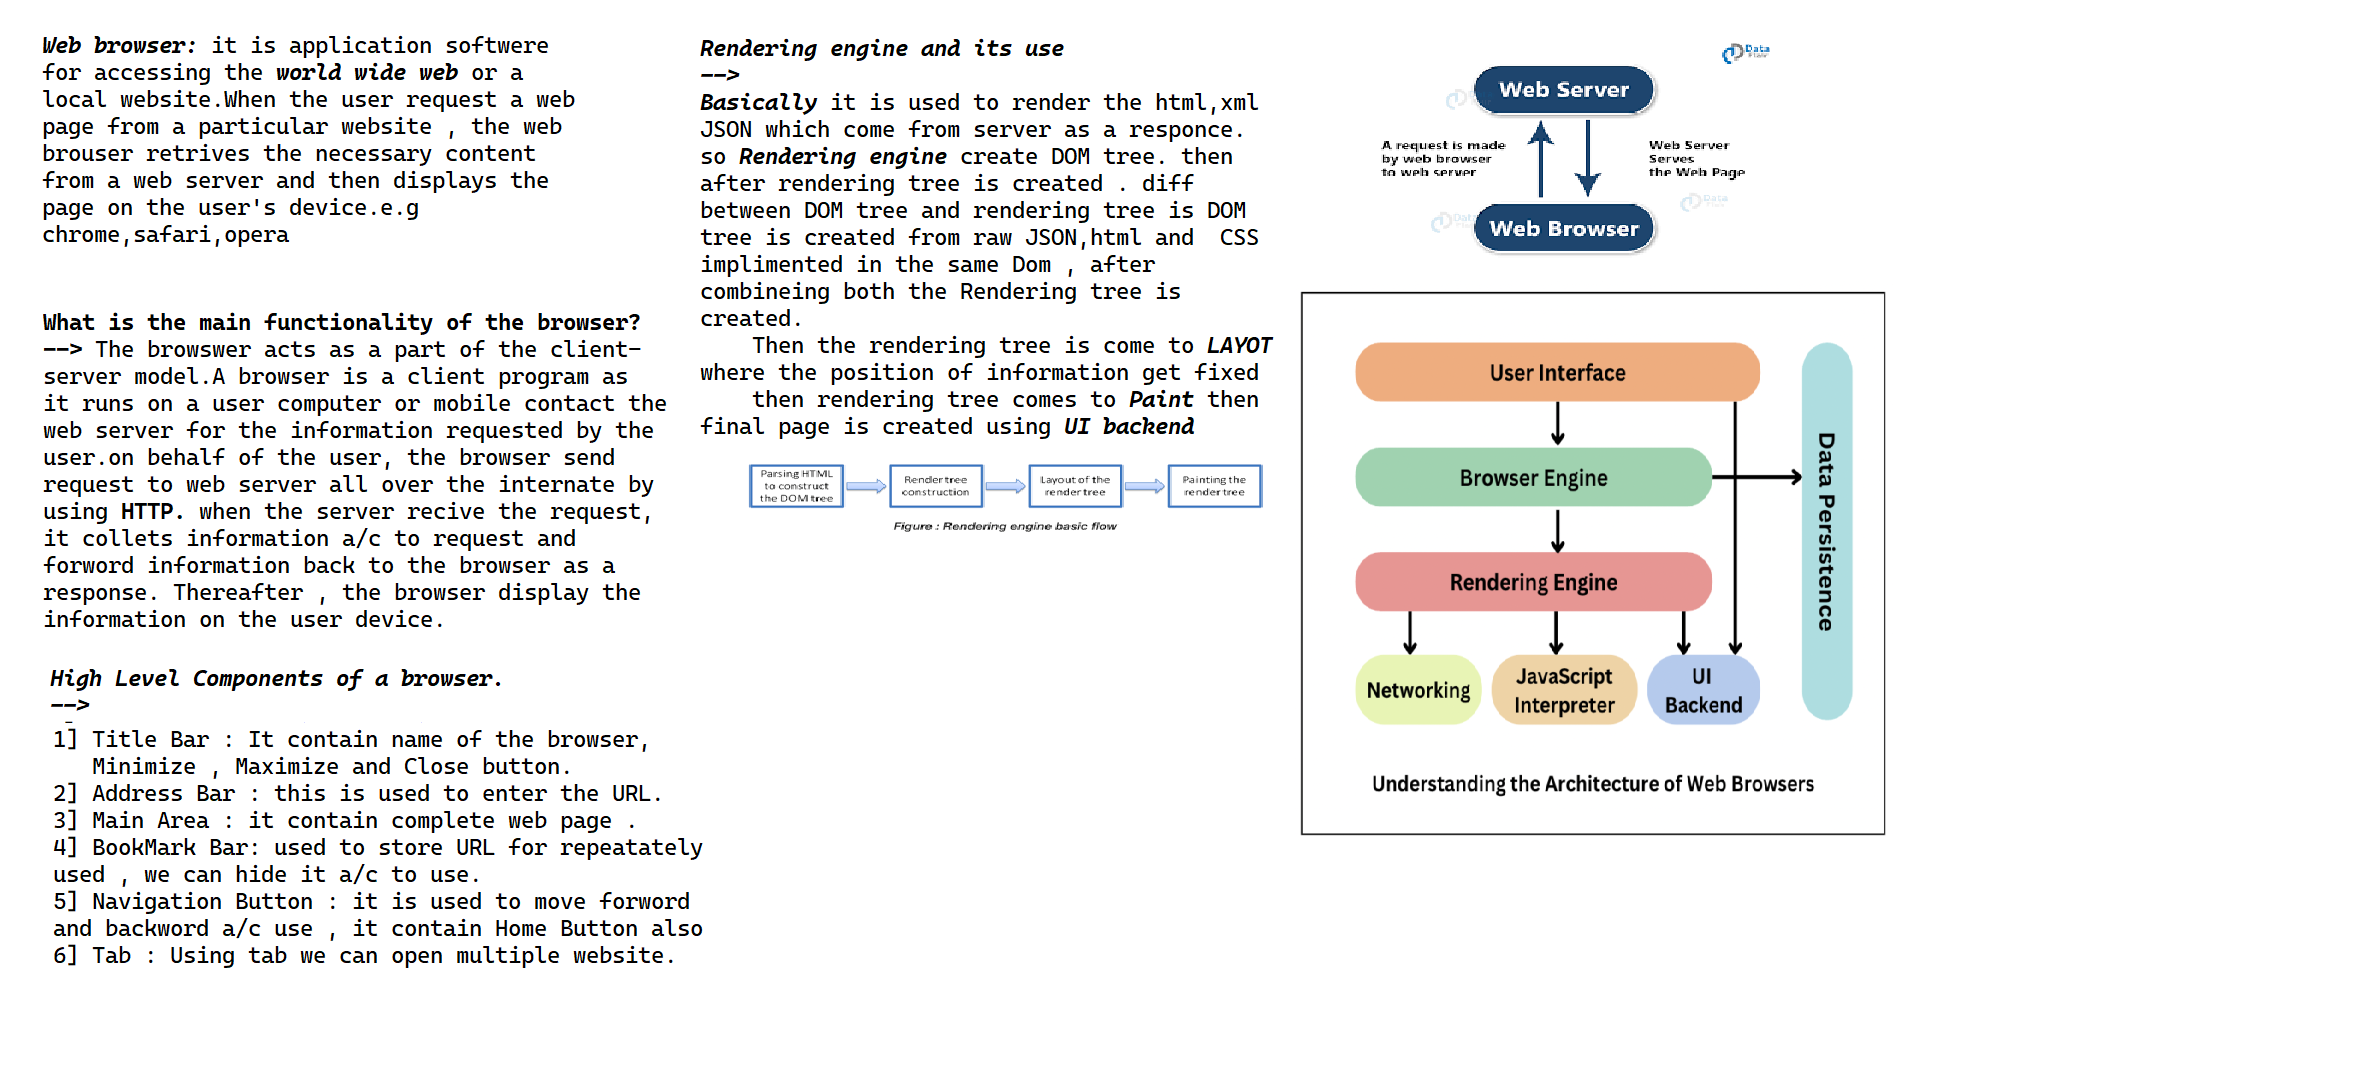 Web browser: it is application softwere
for accessing the world wide web or a
local website.When the user request a web
page from a particular website , the web
brouser retrives the necessary content
from a web server and then displays the
page on the user's device.e.g
chrome,safari,opera
What is the main functionality of the browser?
--> The browswer acts as a part of the client-
server model.A browser is a client program as
it runs on a user computer or mobile contact the
web server for the information requested by the
user.on behalf of the user, the browser send
request to web server all over the internate by
using HTTP. when the server recive the request,
it collets information a/c to request and
forword information back to the browser as a
response. Thereafter , the browser display the
information on the user device.
High Level Components of a browser.
-->
1] Title Bar : It contain name of the browser,
Minimize , Maximize and Close button.
2] Address Bar : this is used to enter the URL.
3] Main Area : it contain complete web page .
4] BookMark Bar: used to store URL for repeatately
used , we can hide it a/c to use.
5] Navigation Button : it is used to move forword
and backword a/c use , it contain Home Button also
6] Tab : Using tab we can open multiple website.
Rendering engine and its use
-->
Basically it is used to render the html,xml
JSON which come from server as a responce.
so Rendering engine create DOM tree. then
after rendering tree is created . diff
between DOM tree and rendering tree is DOM
tree is created from raw JSON,html and  CSS
implimented in the same Dom , after
combineing both the Rendering tree is
created.
Then the rendering tree is come to LAYOT
where the position of information get fixed
then rendering tree comes to Paint then
final page is created using UI backend
Parsing HTML
to construct
the DOM tree
Render tree
construction
Layout of the
render tree
Painting the
render tree
Figure : Rendering engine basic flow
Data
Flair
Web Server
A request is made
by web browser
to web server
Web Server
Serves
the Web Page
Web Browser
User Interface
Browser Engine
Rendering Engine
Networking
JavaScript
Interpreter
UI
Backend
Data Persistence
Understanding the Architecture of Web Browsers